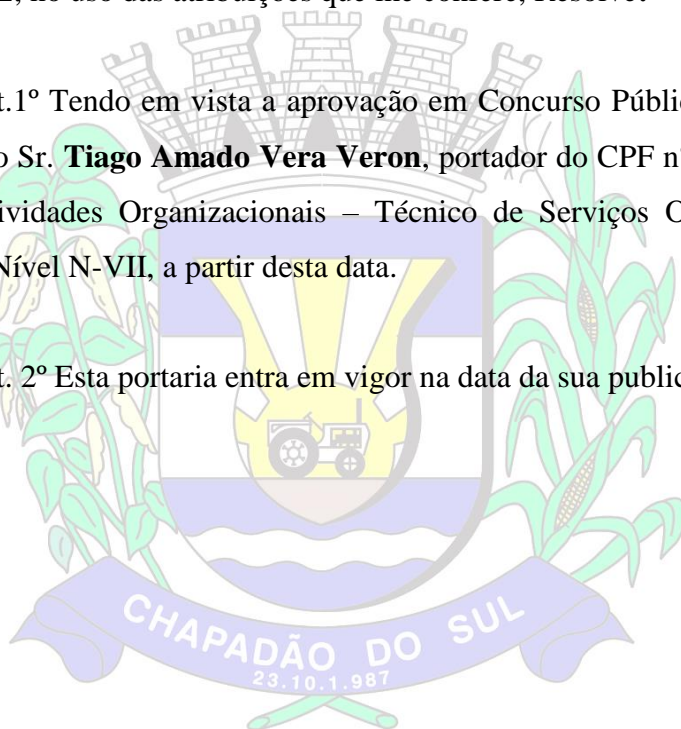 no uso das atribuições que lhe confere, Resolve:
t.1º Tendo em vista a aprovação em Concurso Públic
o Sr. Tiago Amado Vera Veron, portador do CPF n
ividades Organizacionais – Técnico de Serviços O
Nível N-VII, a partir desta data.
t. 2º Esta portaria entra em vigor na data da sua public
CHAPADÃO DO SUL
23.10.1.987